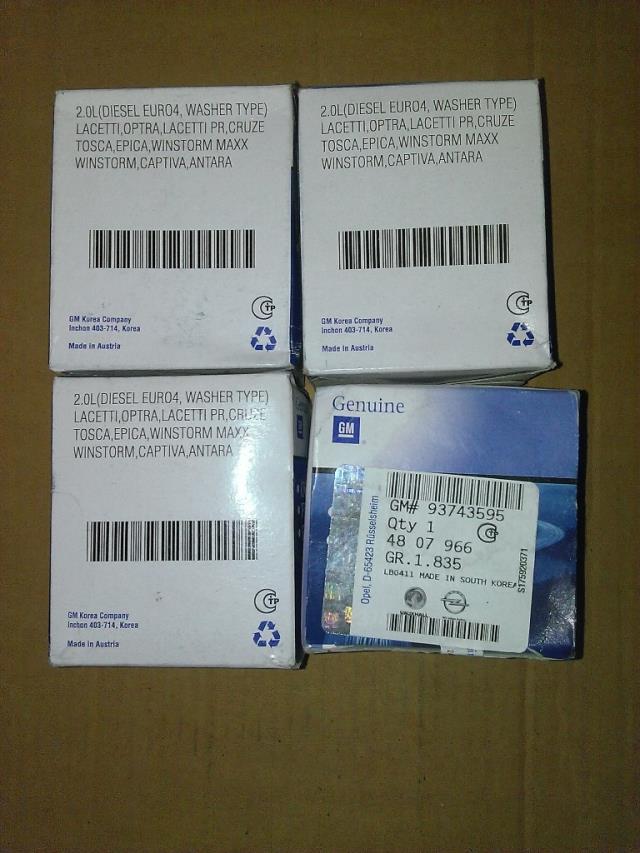 2.0L(DIESEL EURO4, WASHER TYPE)
LACETTI,OPTRA,LACETTI PR,CRUZE
TOSCA,EPICA,WINSTORM MAXX
WINSTORM,CAPTIVA,ANTARA
GM Korea Company
Inchon 403-714, Korea
Made in Austria
CTP
2.0L(DIESEL EURO4, WASHER TYPE)
LACETTI,OPTRA,LACETTI PR,CRUZE
TOSCA,EPICA,WINSTORM MAXX
WINSTORM,CAPTIVA,ANTARA
GM Korea Company
Inchon 403-714, Korea
Made in Austria
CTP
2.0L(DIESEL EURO4, WASHER TYPE)
LACETTI,OPTRA,LACETTI PR,CRUZE
TOSCA,EPICA,WINSTORM MAXX
WINSTORM,CAPTIVA,ANTARA
GM Korea Company
Inchon 403-714, Korea
Made in Austria
CTP
Genuine
GM
Opel, D-65423 Rüsselsheim
GM# 93743595
Qty 1
CTP
48 07 966
GR.1.835
LB0411 MADE IN SOUTH KOREA
S175920371